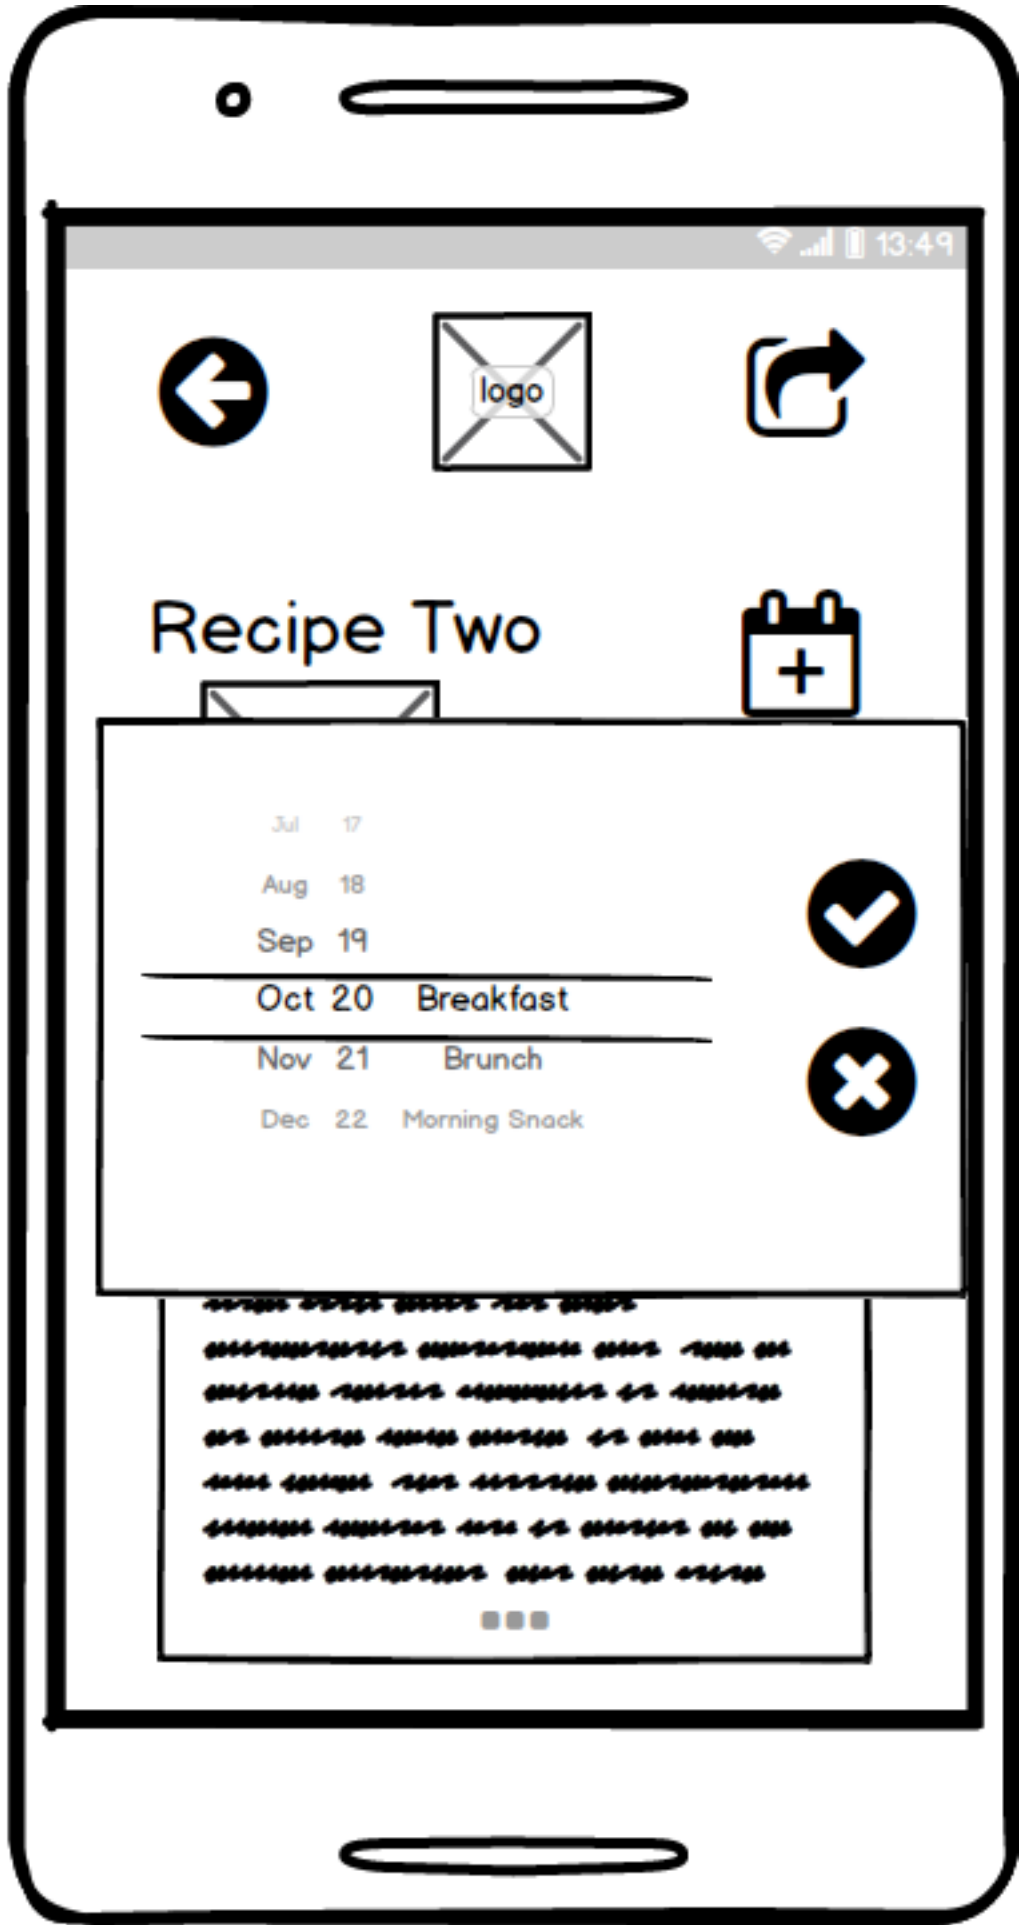 13:49
logo
Recipe Two
Jul 17
Aug 18
Sep 19
Oct 20 Breakfast
Nov 21 Brunch
Dec 22 Morning Snack